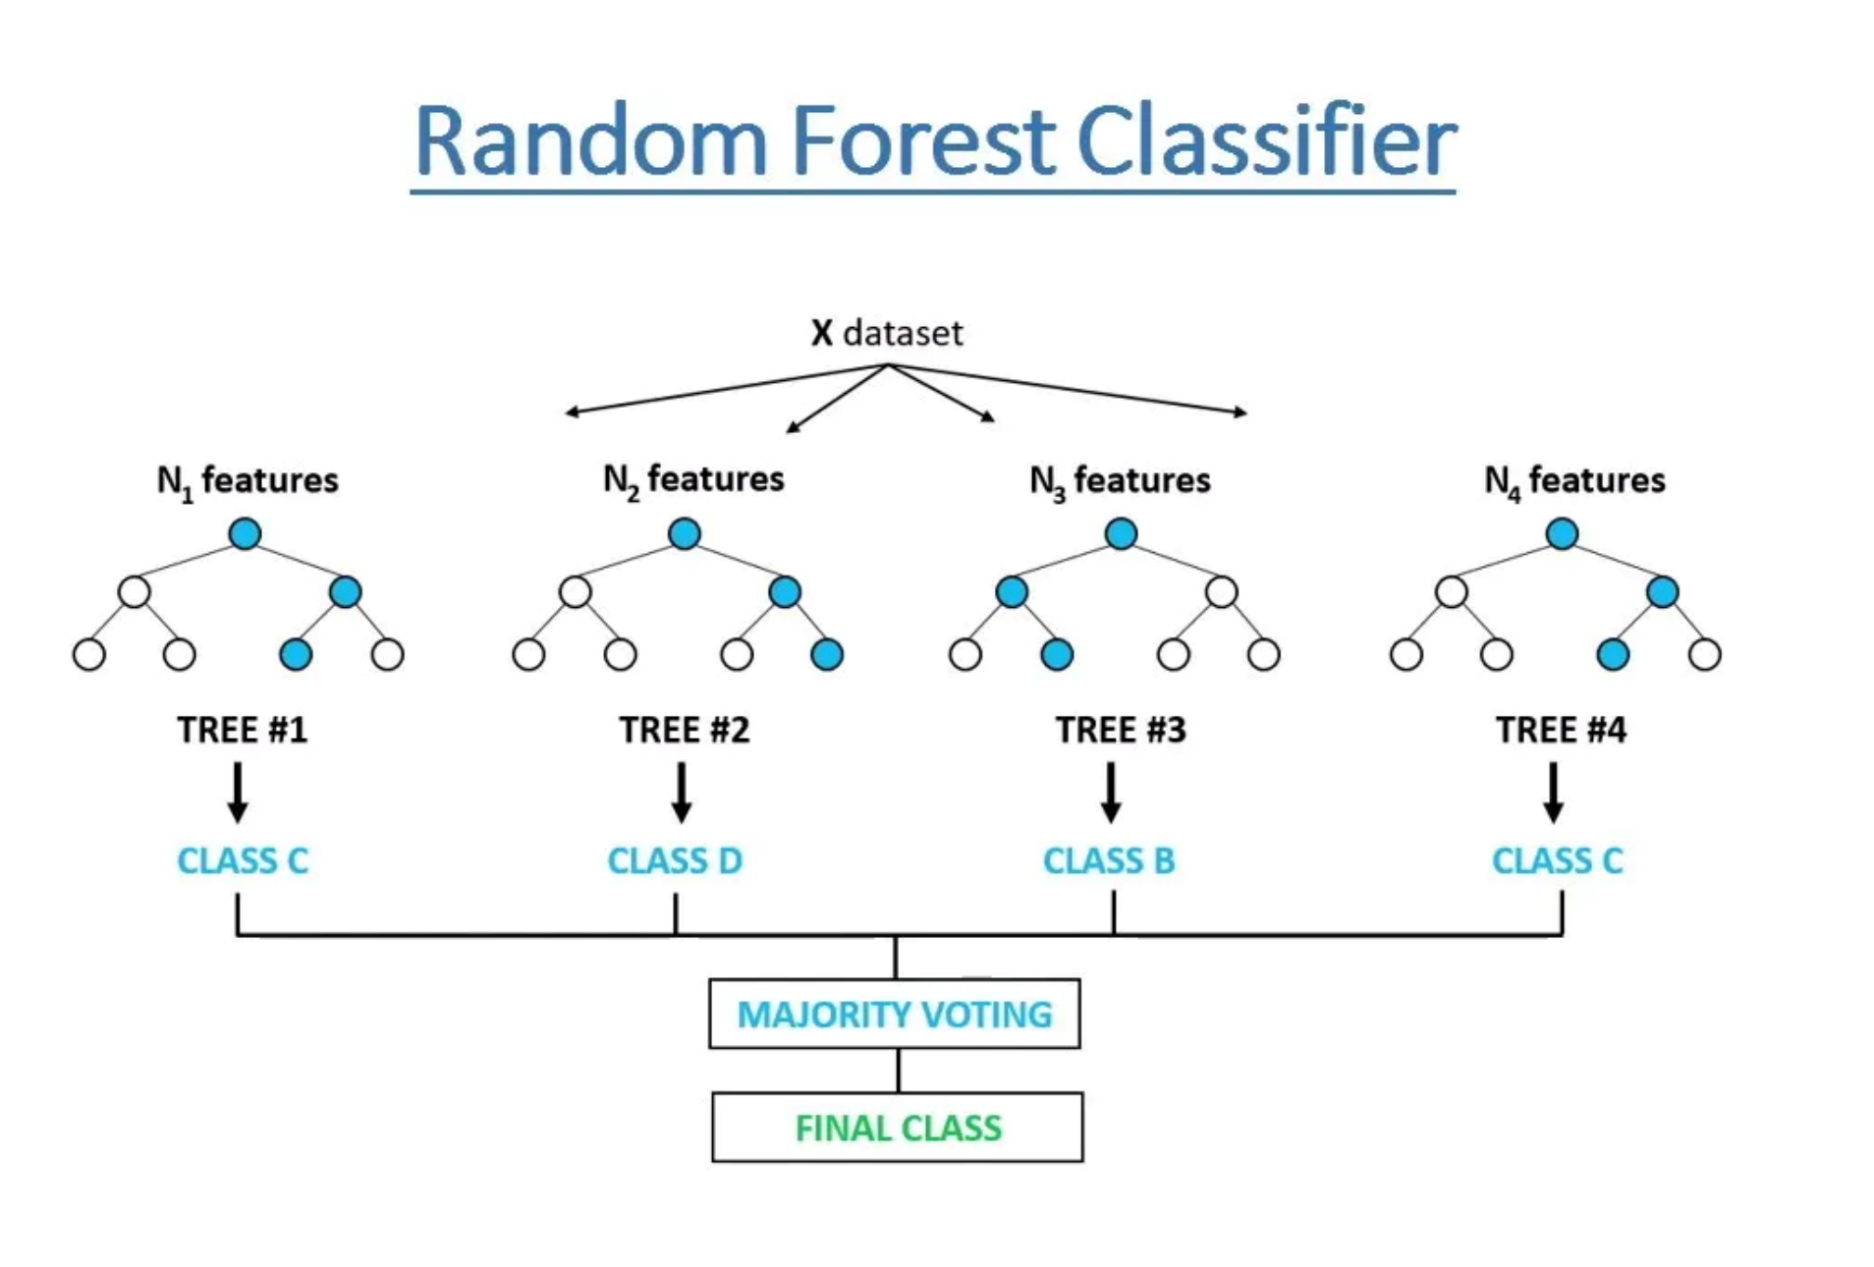 Random Forest Classifier
X dataset
N1 features N2 features N3 features N4 features
TREE #1 TREE #2 TREE #3 TREE #4
CLASS C CLASS D CLASS B CLASS C
MAJORITY VOTING
FINAL CLASS